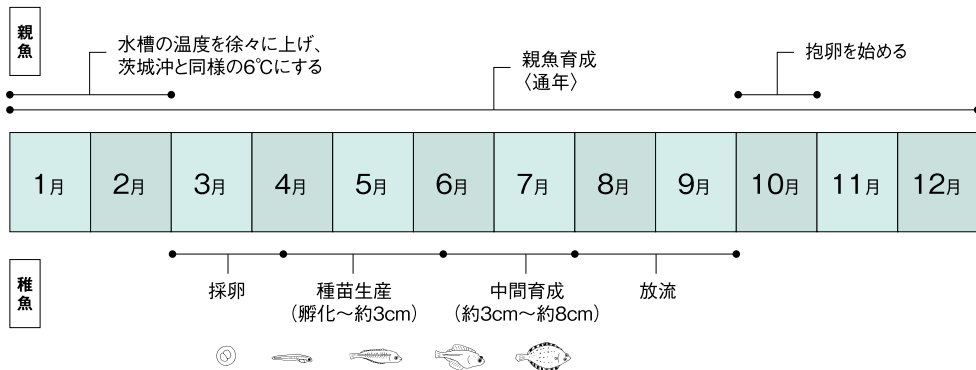 親魚
水槽の温度を徐々に上げ、
茨城沖と同様の6℃にする
親魚育成
〈通年〉
抱卵を始める
1月 2月 3月 4月 5月 6月 7月 8月 9月 10月 11月 12月
稚魚
採卵
種苗生産
(孵化〜約3cm)
中間育成
(約3cm〜約8cm)
放流